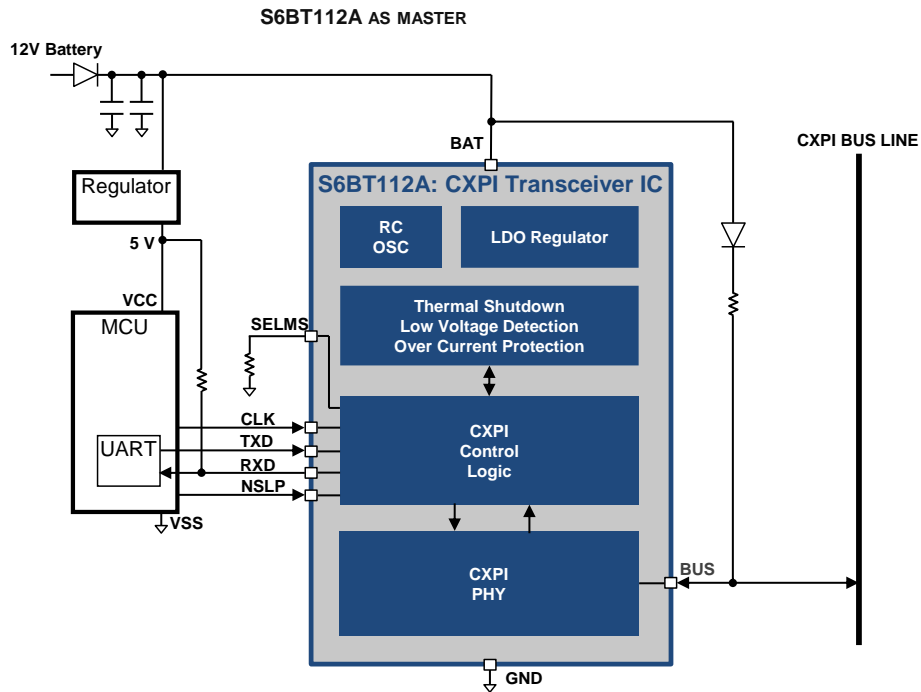 S6BT112A AS MASTER
12V Battery
BAT
CXPI BUS LINE
S6BT112A: CXPI Transceiver IC
Regulator
RC
OSC
LDO Regulator
5 V
VCC
MCU
SELMS
Thermal Shutdown
Low Voltage Detection
Over Current Protection
CLK
TXD
UART
RXD
NSLP
CXPI
Control
Logic
VSS
CXPI
PHY
BUS
GND